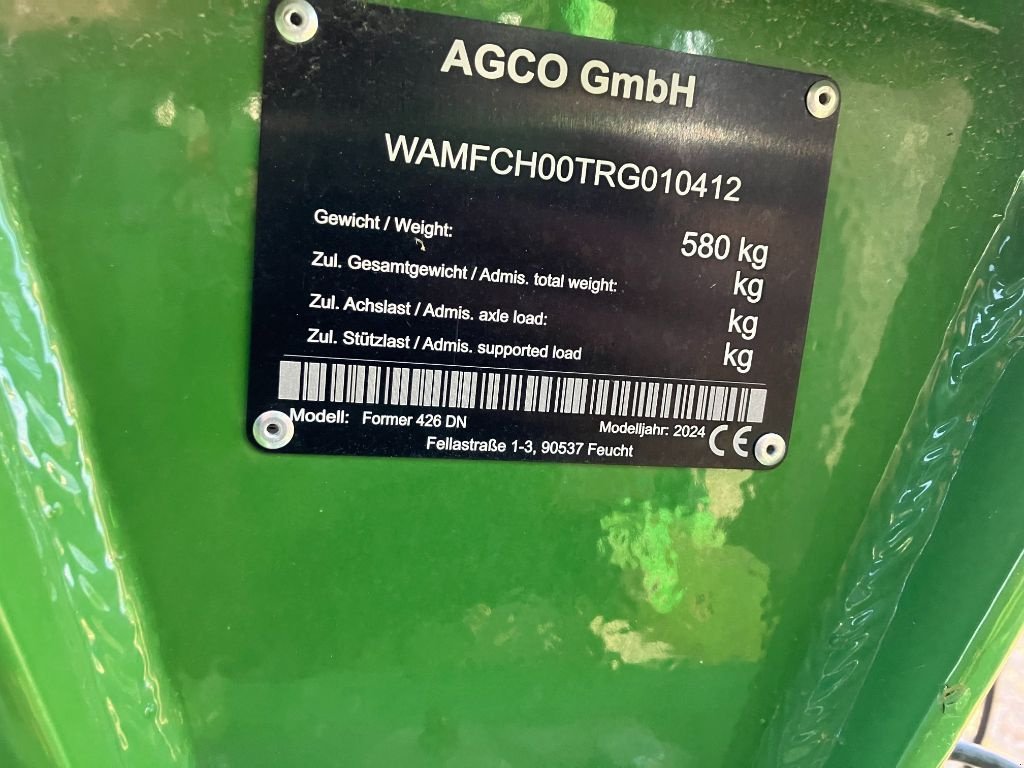 AGCO GmbH
WAMFCH00TRG010412
Gewicht / Weight: 580 kg
Zul. Gesamtgewicht / Admis. total weight: kg
Zul. Achslast / Admis. axle load: kg
Zul. Stützlast / Admis. supported load kg
Modell: Former 426 DN Modelljahr: 2024 CE
Fellastraße 1-3, 90537 Feucht